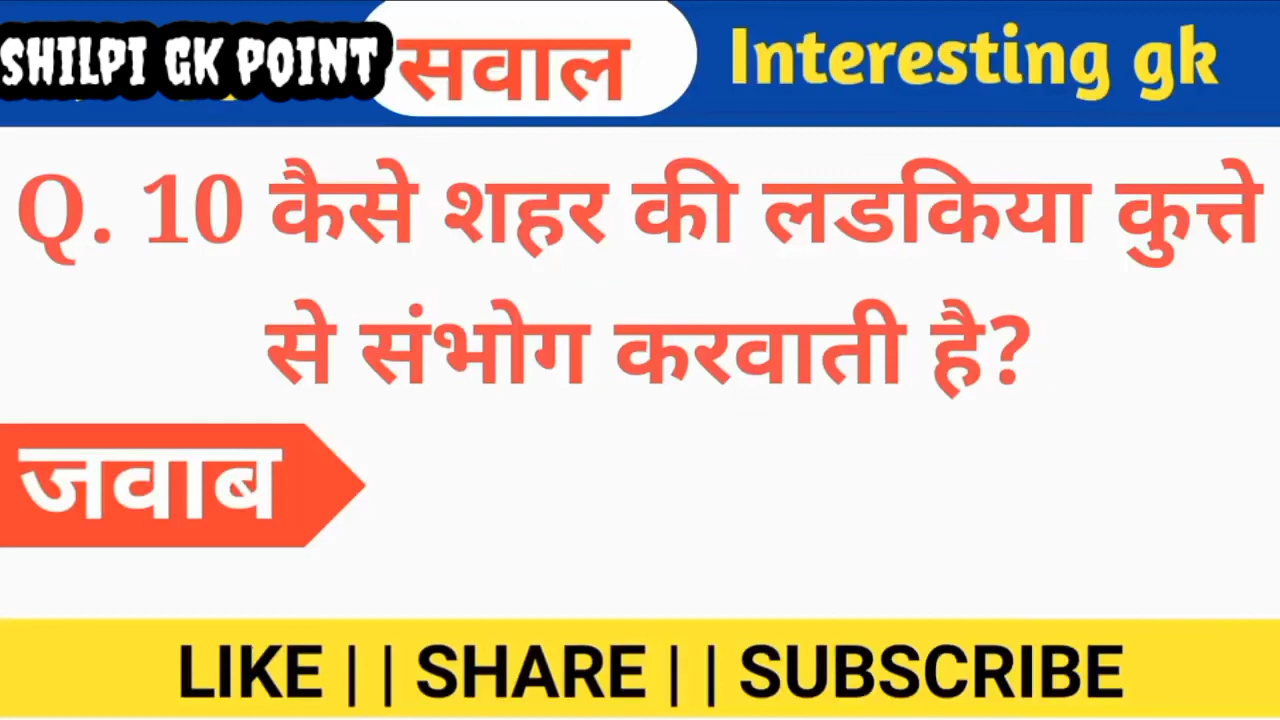 SHILPI GK POINT सवाल Interesting gk
Q. 10 कैसे शहर की लडकिया कुत्ते
से संभोग करवाती है?
जवाब
LIKE | | SHARE | | SUBSCRIBE